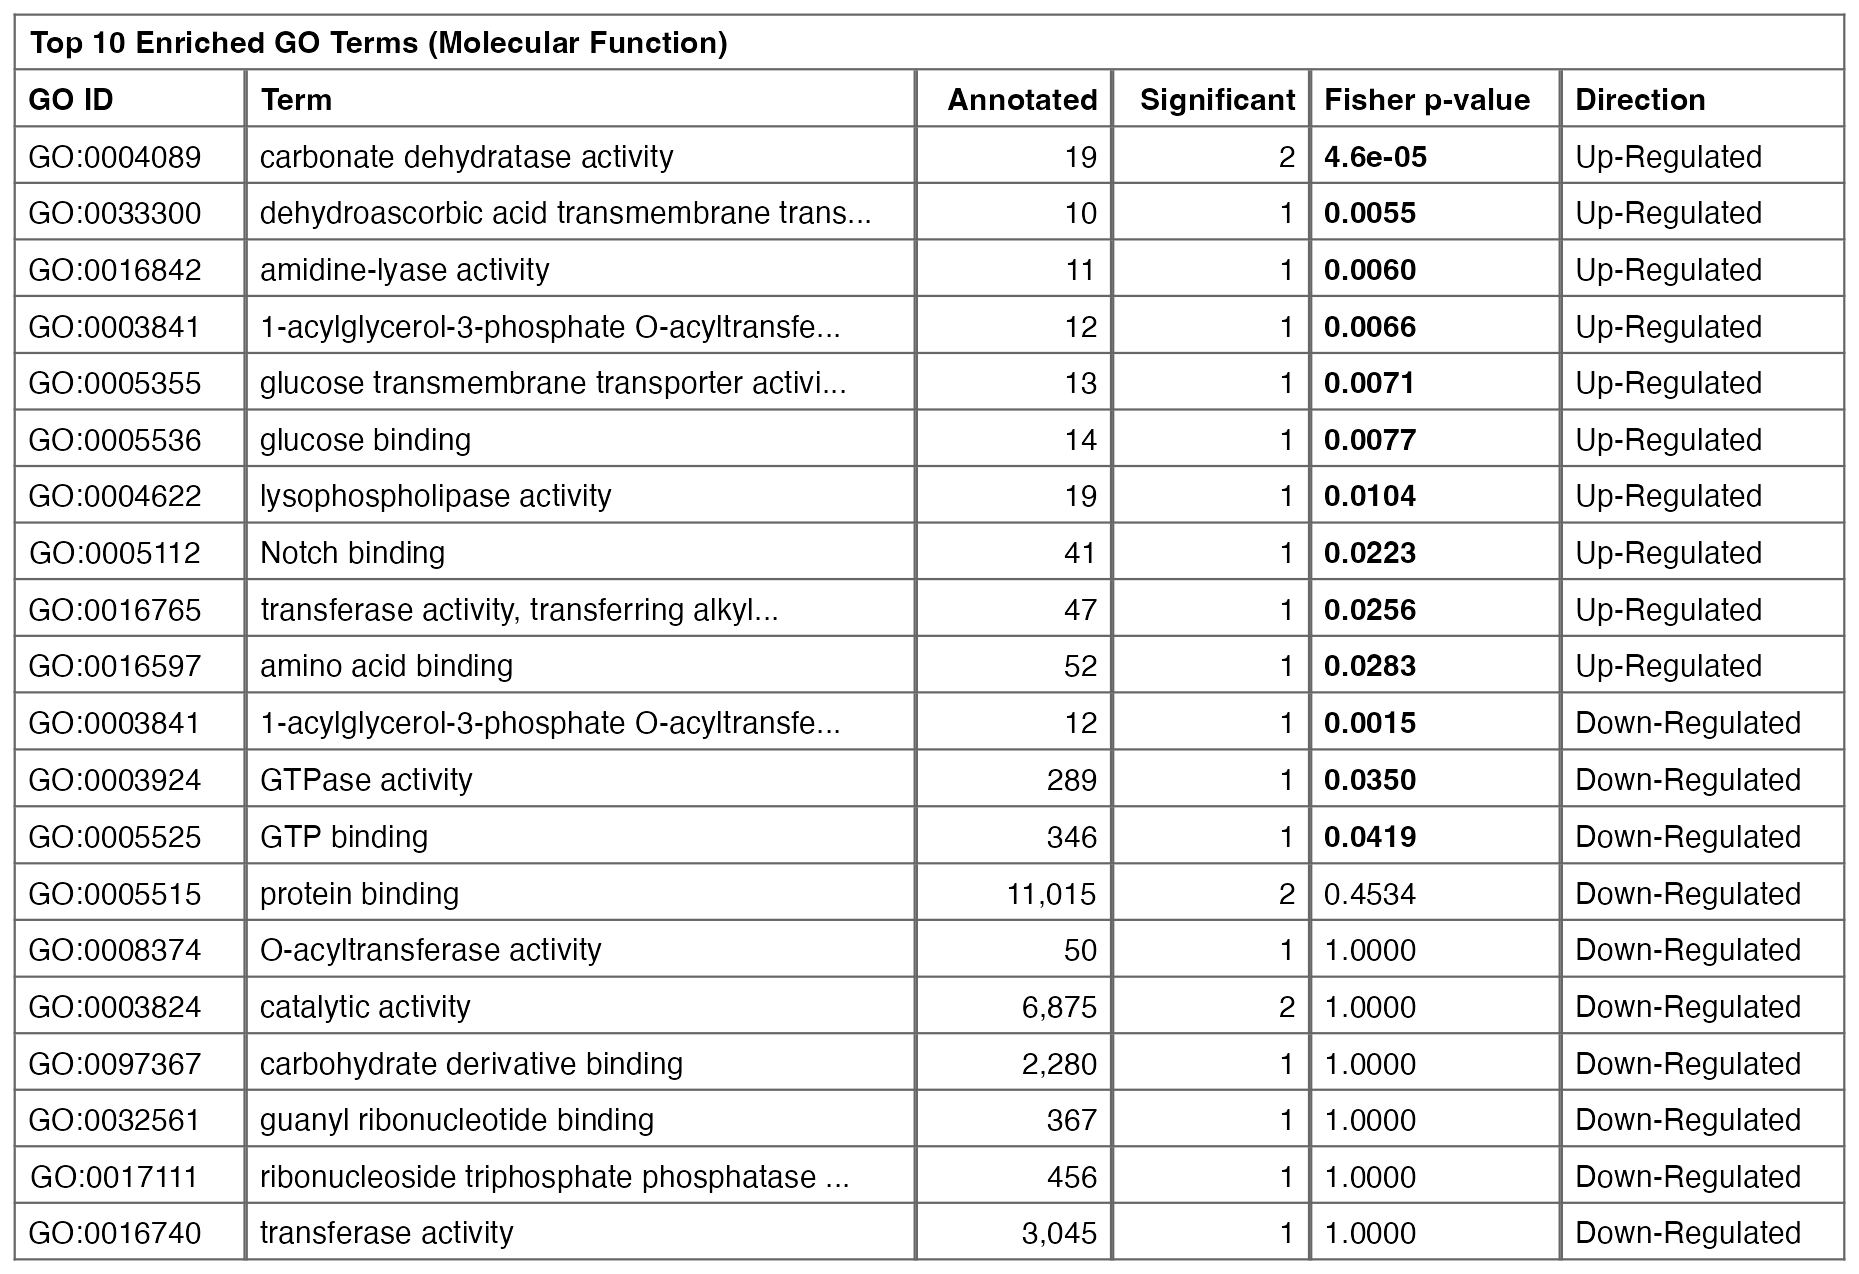 Top 10 Enriched GO Terms (Molecular Function)
GO ID Term Annotated Significant Fisher p-value Direction
GO:0004089 carbonate dehydratase activity 19 2 4.6e-05 Up-Regulated
GO:0033300 dehydroascorbic acid transmembrane trans... 10 1 0.0055 Up-Regulated
GO:0016842 amidine-lyase activity 11 1 0.0060 Up-Regulated
GO:0003841 1-acylglycerol-3-phosphate O-acyltransfe... 12 1 0.0066 Up-Regulated
GO:0005355 glucose transmembrane transporter activi... 13 1 0.0071 Up-Regulated
GO:0005536 glucose binding 14 1 0.0077 Up-Regulated
GO:0004622 lysophospholipase activity 19 1 0.0104 Up-Regulated
GO:0005112 Notch binding 41 1 0.0223 Up-Regulated
GO:0016765 transferase activity, transferring alkyl... 47 1 0.0256 Up-Regulated
GO:0016597 amino acid binding 52 1 0.0283 Up-Regulated
GO:0003841 1-acylglycerol-3-phosphate O-acyltransfe... 12 1 0.0015 Down-Regulated
GO:0003924 GTPase activity 289 1 0.0350 Down-Regulated
GO:0005525 GTP binding 346 1 0.0419 Down-Regulated
GO:0005515 protein binding 11,015 2 0.4534 Down-Regulated
GO:0008374 O-acyltransferase activity 50 1 1.0000 Down-Regulated
GO:0003824 catalytic activity 6,875 2 1.0000 Down-Regulated
GO:0097367 carbohydrate derivative binding 2,280 1 1.0000 Down-Regulated
GO:0032561 guanyl ribonucleotide binding 367 1 1.0000 Down-Regulated
GO:0017111 ribonucleoside triphosphate phosphatase ... 456 1 1.0000 Down-Regulated
GO:0016740 transferase activity 3,045 1 1.0000 Down-Regulated